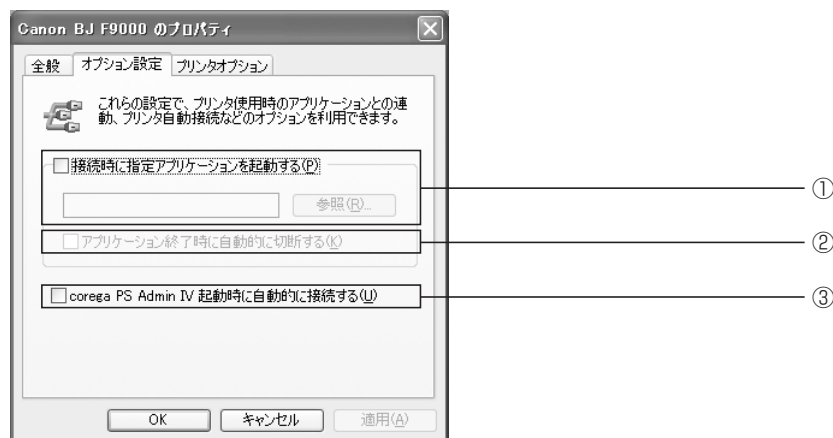 Canon BJ F9000 のプロパティ
全般 オプション設定 プリンタオプション
これらの設定で、プリンタ使用時のアプリケーションとの連
動、プリンタ自動接続などのオプションを利用できます。
接続時に指定アプリケーションを起動する(P)
参照(R)...
①
アプリケーション終了時に自動的に切断する(K)
②
corega PS Admin IV 起動時に自動的に接続する(U)
③
OK キャンセル 適用(A)